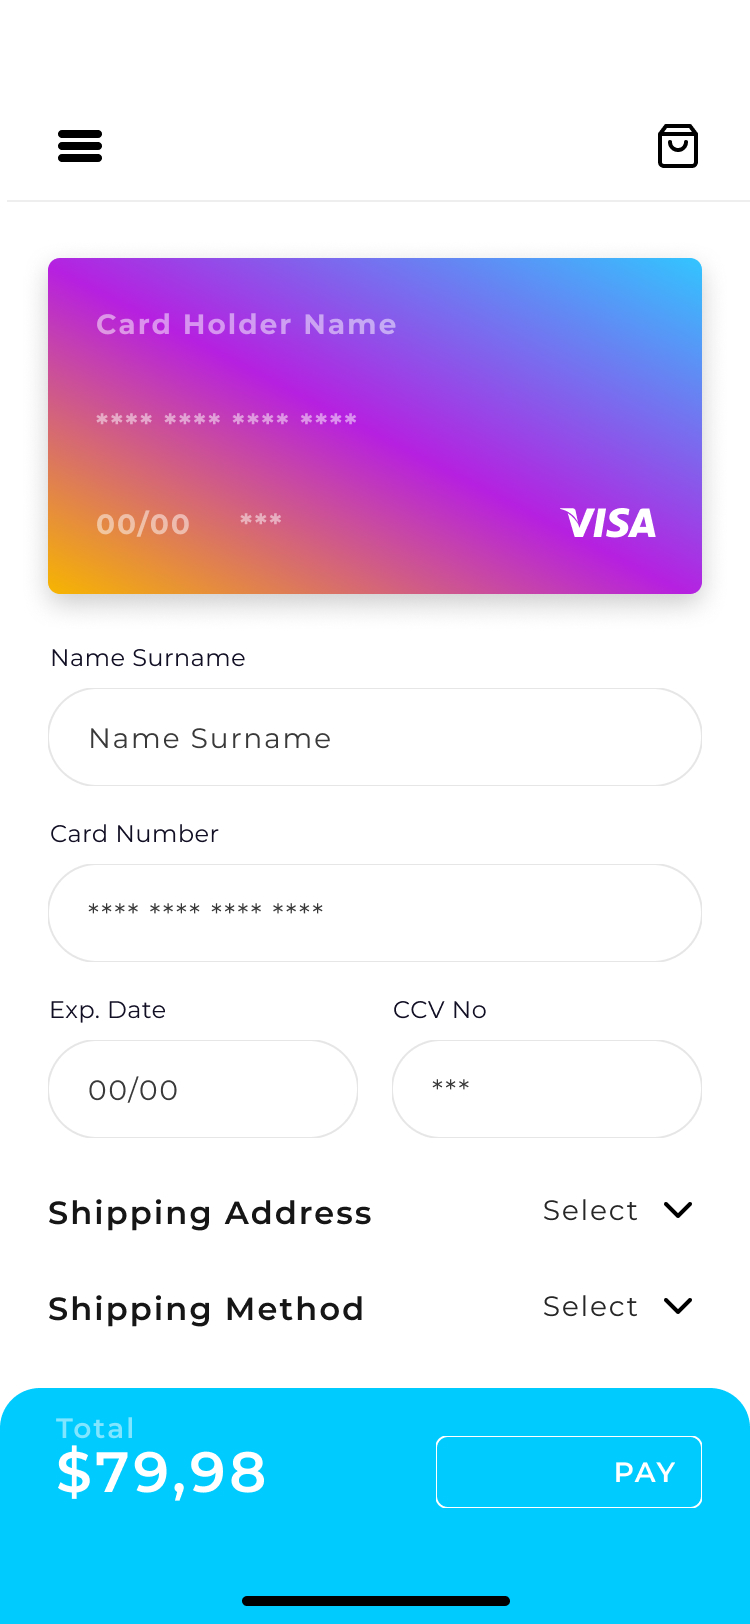 Card Holder Name
**** **** **** ****
00/00 *** VISA
Name Surname
Name Surname
Card Number
**** **** **** ****
Exp. Date CCV No
00/00 ***
Shipping Address Select
Shipping Method Select
Total
$79,98 PAY